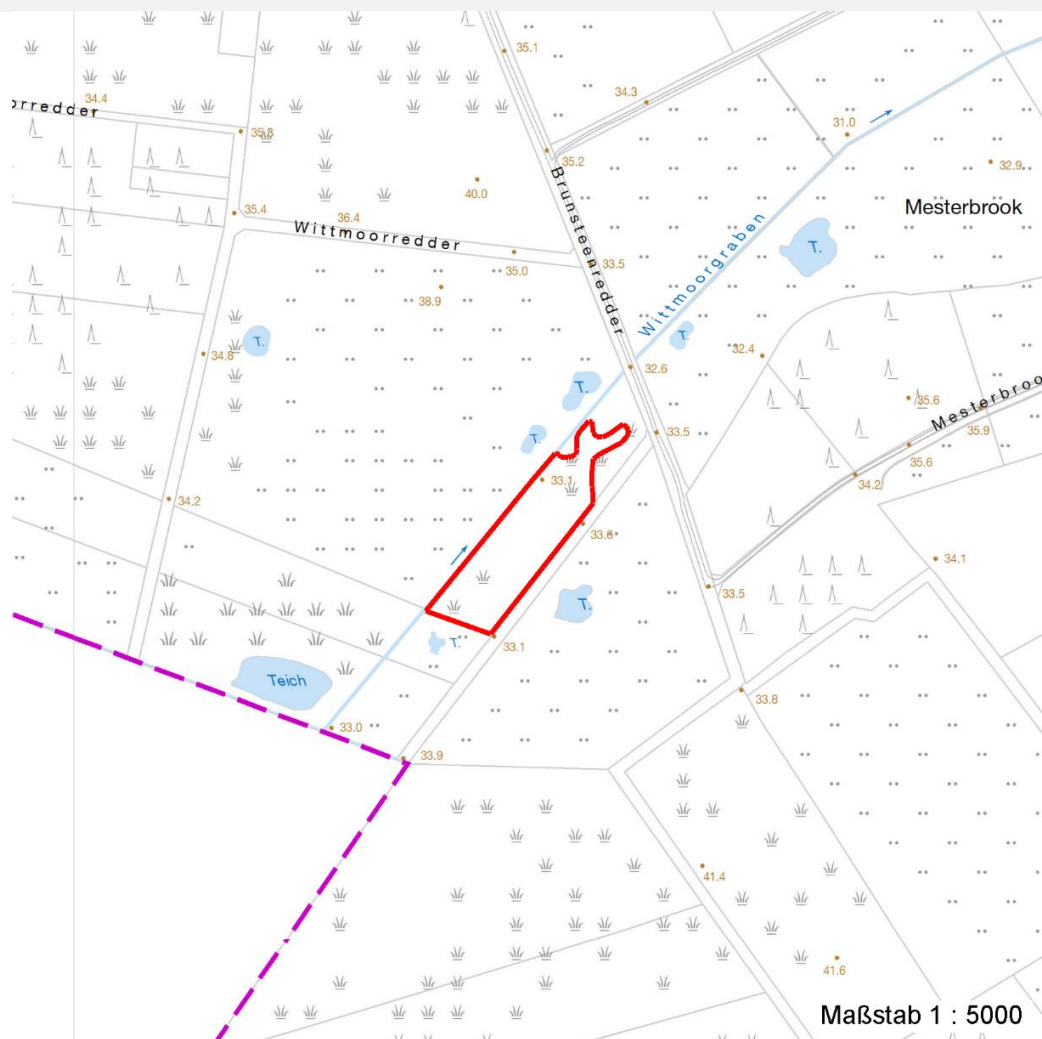 35.1
34.3
34.4
orredder
35.3
31.0
35.2
32.9
40.0
Mesterbrook
35.4
36.4
Wittmoorredder
Brunsteenredder
Wittmoorgraben
T.
35.0
33.5
38.9
T.
T.
34.8
32.4
32.6
T.
35.6
Mesterbroo
35.9
T.
33.5
35.6
33.1
34.2
34.2
33.6
34.1
33.5
T.
T.
33.1
Teich
33.8
33.0
33.9
41.4
41.6
Maßstab 1 : 5000